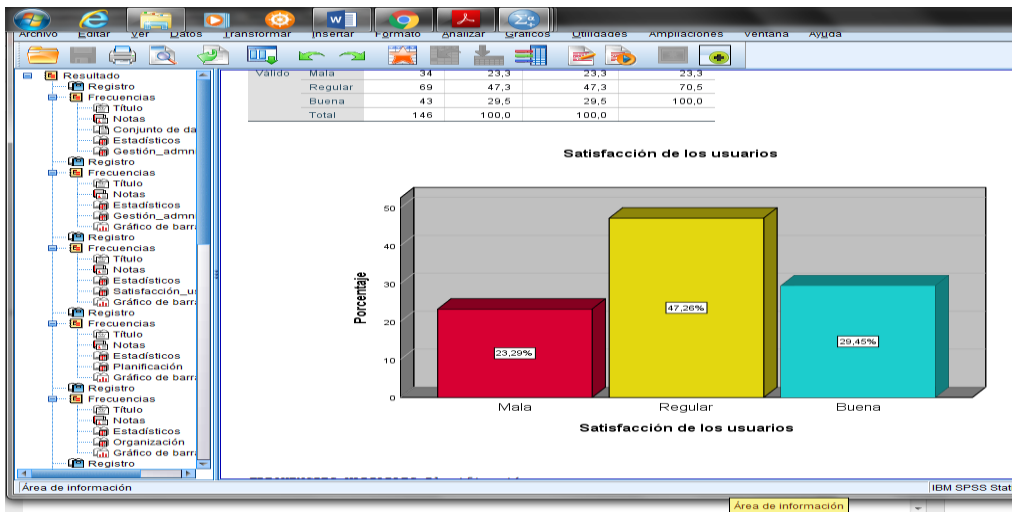 Archivo Editar Ver Datos Transformar Insertar Formato Analizar Gráficos Utilidades Ampliaciones Ventana Ayuda
Resultado
Registro
Frecuencias
Título
Notas
Conjunto de da
Estadísticos
Gestión_admn
Registro
Frecuencias
Título
Notas
Estadísticos
Gestión_admn
Gráfico de barr
Registro
Frecuencias
Título
Notas
Estadísticos
Satisfacción_u
Gráfico de barr
Registro
Frecuencias
Título
Notas
Estadísticos
Planificación
Gráfico de barr
Registro
Frecuencias
Título
Notas
Estadísticos
Organización
Gráfico de barr
Registro
Válido Mala 34 23,3 23,3 23,3
Regular 69 47,3 47,3 70,5
Buena 43 29,5 29,5 100,0
Total 146 100,0 100,0
Satisfacción de los usuarios
Porcentaje
50
40
30
20
10
0
23,29%
47,26%
29,45%
Mala Regular Buena
Satisfacción de los usuarios
Área de información
IBM SPSS Stat
Área de información